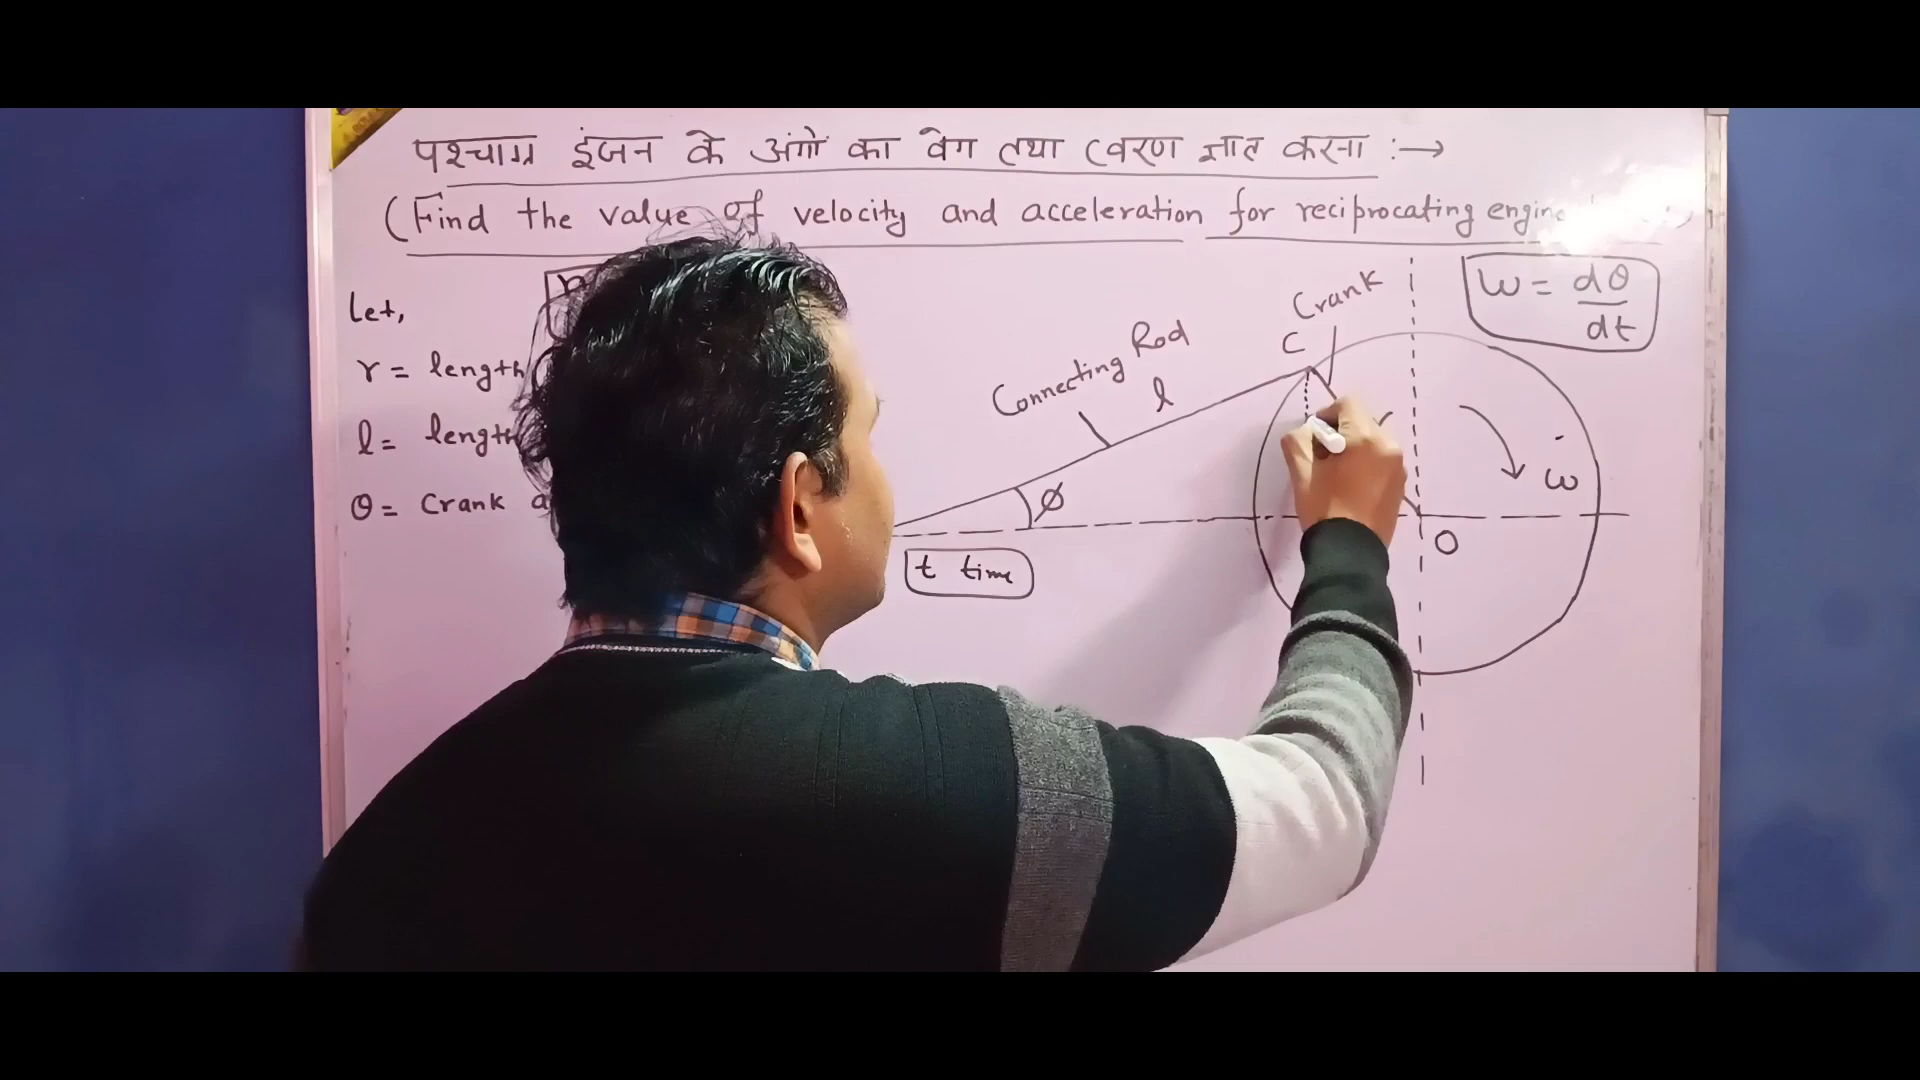 पश्चाग्र इंजन के अंगों का वेग तथा त्वरण ज्ञात करना :→
(Find the value of velocity and acceleration for reciprocating
Let,
r = length
l = length
θ = Crank
Connecting Rod
l
Crank
C
r
ω = dθ
dt
ω
ϕ
O
t time